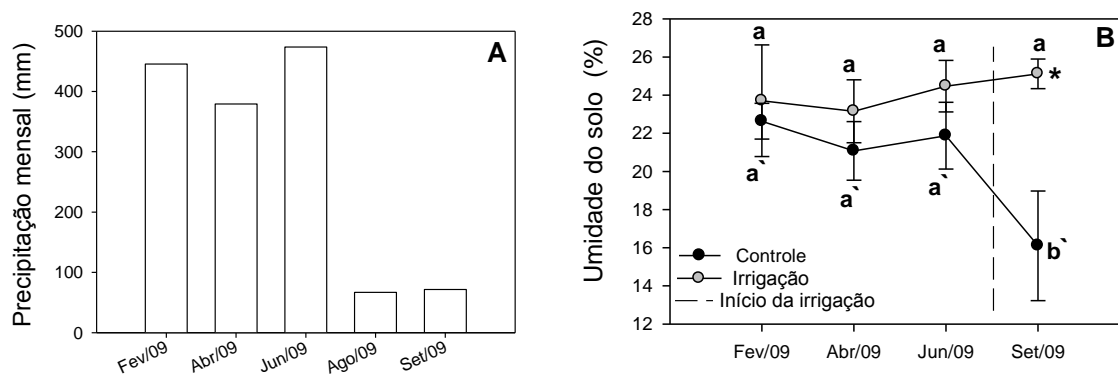 A
Precipitação mensal (mm)
500
400
300
200
100
0
Fev/09
Abr/09
Jun/09
Ago/09
Set/09
B
Umidade do solo (%)
28
26
24
22
20
18
16
14
12
a
a
a
a
*
a`
a`
a`
b`
Controle
Irrigação
Início da irrigação
Fev/09
Abr/09
Jun/09
Set/09